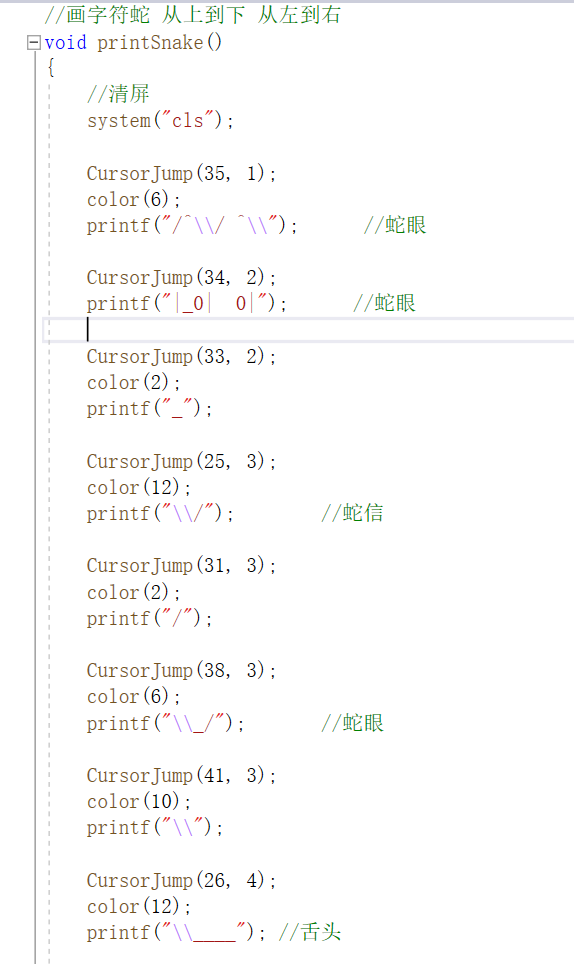 //画字符蛇 从上到下 从左到右
void printSnake()
{
//清屏
system("cls");
CursorJump(35, 1);
color(6);
printf("/^\\/ ^\\");      //蛇眼
CursorJump(34, 2);
printf("|_0|  0|");      //蛇眼
CursorJump(33, 2);
color(2);
printf("_");
CursorJump(25, 3);
color(12);
printf("\\/");        //蛇信
CursorJump(31, 3);
color(2);
printf("/");
CursorJump(38, 3);
color(6);
printf("\\_/");       //蛇眼
CursorJump(41, 3);
color(10);
printf("\\");
CursorJump(26, 4);
color(12);
printf("\\____"); //舌头